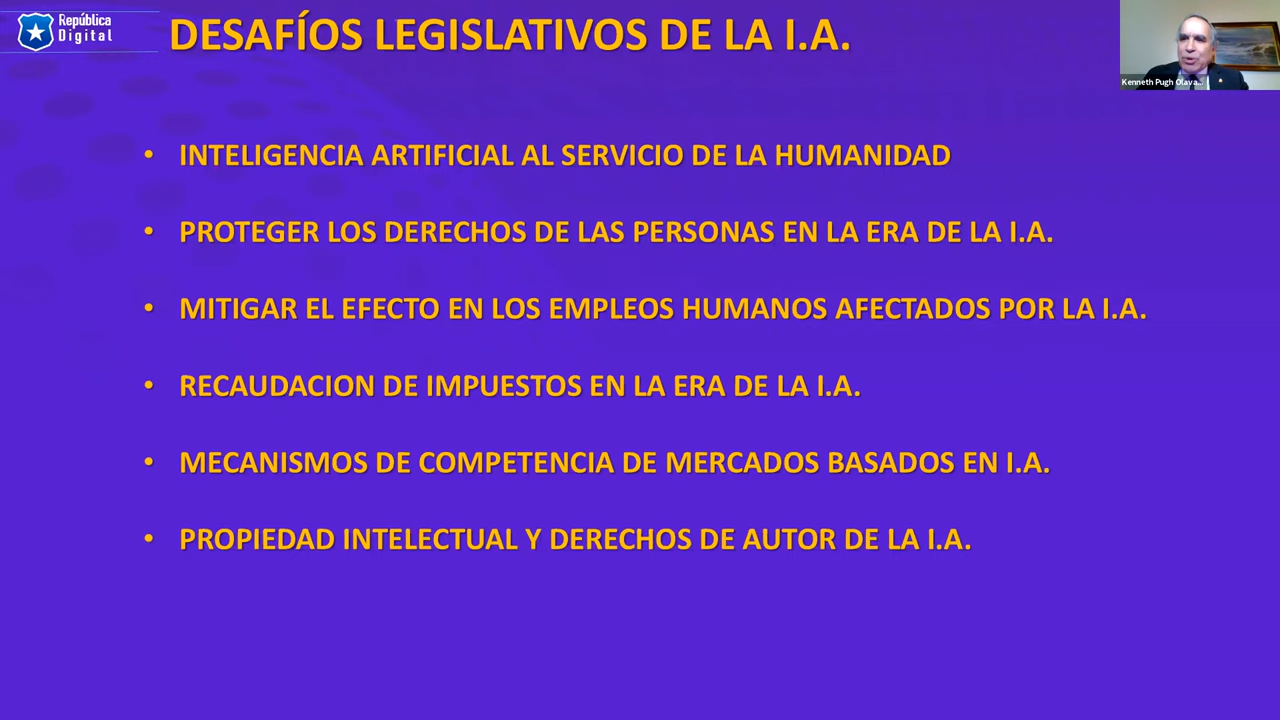 República
Digital
DESAFÍOS LEGISLATIVOS DE LA I.A.
Kenneth Pugh Olava...
• INTELIGENCIA ARTIFICIAL AL SERVICIO DE LA HUMANIDAD
• PROTEGER LOS DERECHOS DE LAS PERSONAS EN LA ERA DE LA I.A.
• MITIGAR EL EFECTO EN LOS EMPLEOS HUMANOS AFECTADOS POR LA I.A.
• RECAUDACION DE IMPUESTOS EN LA ERA DE LA I.A.
• MECANISMOS DE COMPETENCIA DE MERCADOS BASADOS EN I.A.
• PROPIEDAD INTELECTUAL Y DERECHOS DE AUTOR DE LA I.A.